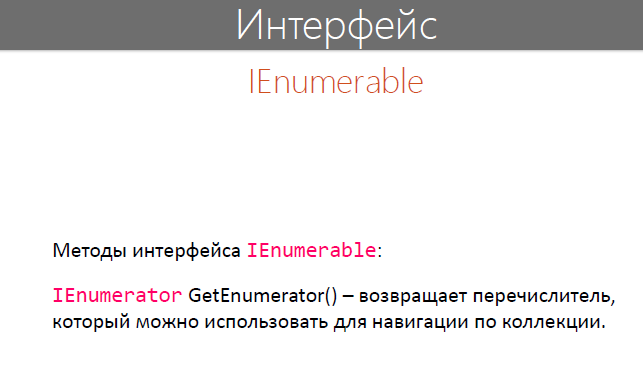 Интерфейс
IEnumerable
Методы интерфейса IEnumerable:
IEnumerator GetEnumerator() – возвращает перечислитель,
который можно использовать для навигации по коллекции.